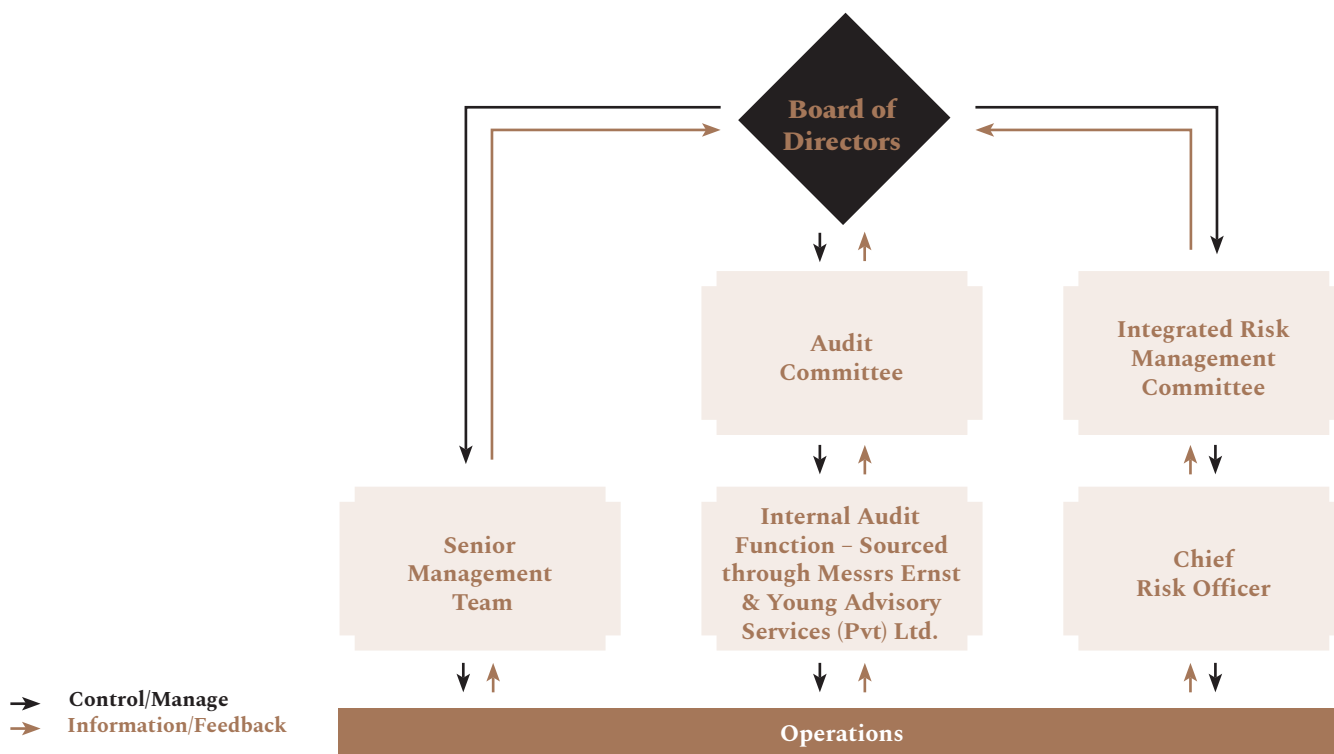 Board of
Directors
Audit
Committee
Integrated Risk
Management
Committee
Senior
Management
Team
Internal Audit
Function – Sourced
through Messrs Ernst
& Young Advisory
Services (Pvt) Ltd.
Chief
Risk Officer
Control/Manage
Information/Feedback
Operations